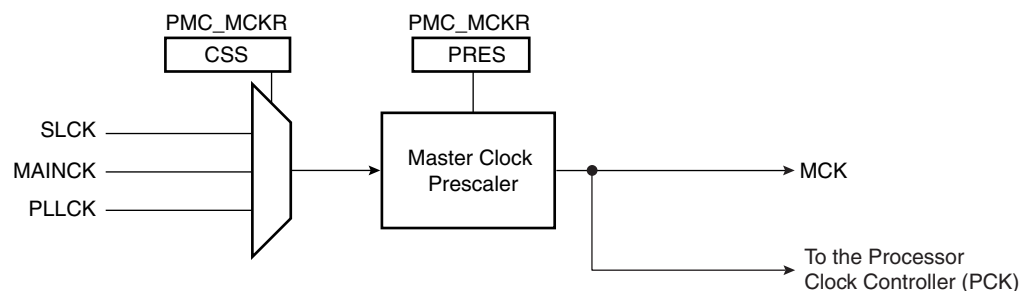 PMC_MCKR
PMC_MCKR
CSS
PRES
SLCK
MAINCK
PLLCK
Master Clock
Prescaler
MCK
To the Processor
Clock Controller (PCK)